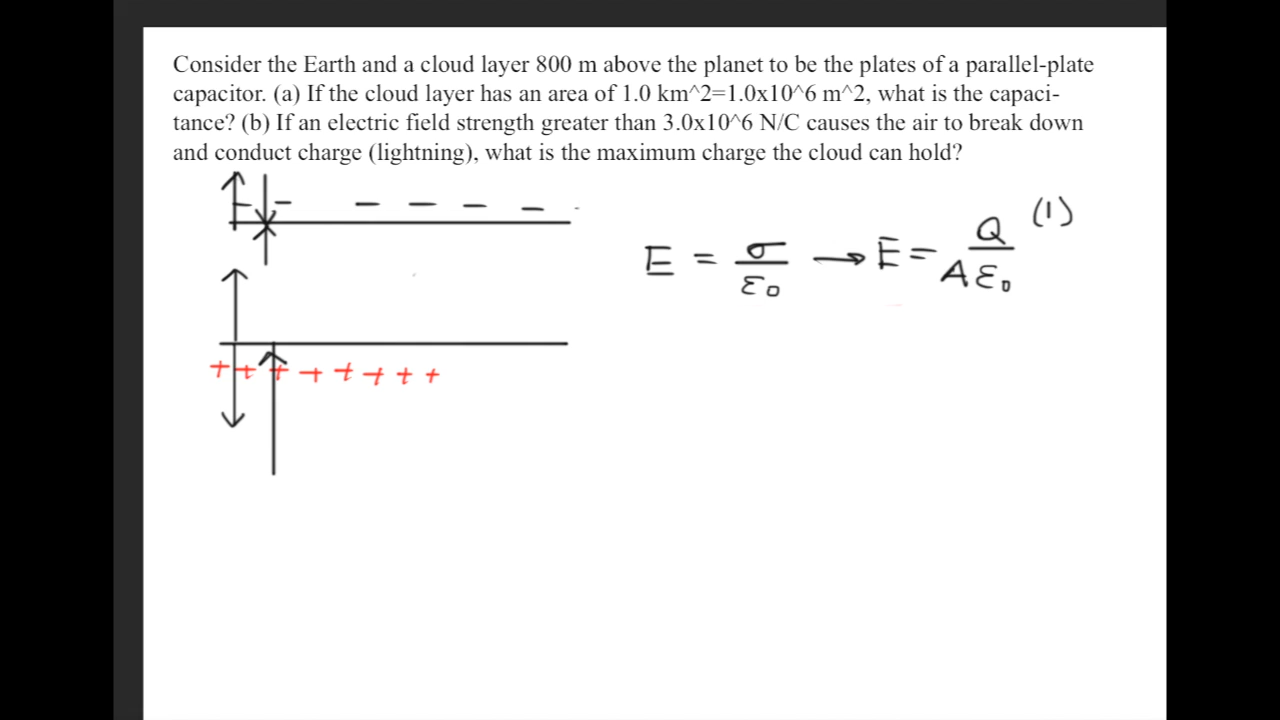 Consider the Earth and a cloud layer 800 m above the planet to be the plates of a parallel-plate
capacitor. (a) If the cloud layer has an area of 1.0 km^2=1.0x10^6 m^2, what is the capaci-
tance? (b) If an electric field strength greater than 3.0x10^6 N/C causes the air to break down
and conduct charge (lightning), what is the maximum charge the cloud can hold?
− − − − − −
E = σ/ε₀ → E = Q/Aε₀ (1)
+ + + + + + + +